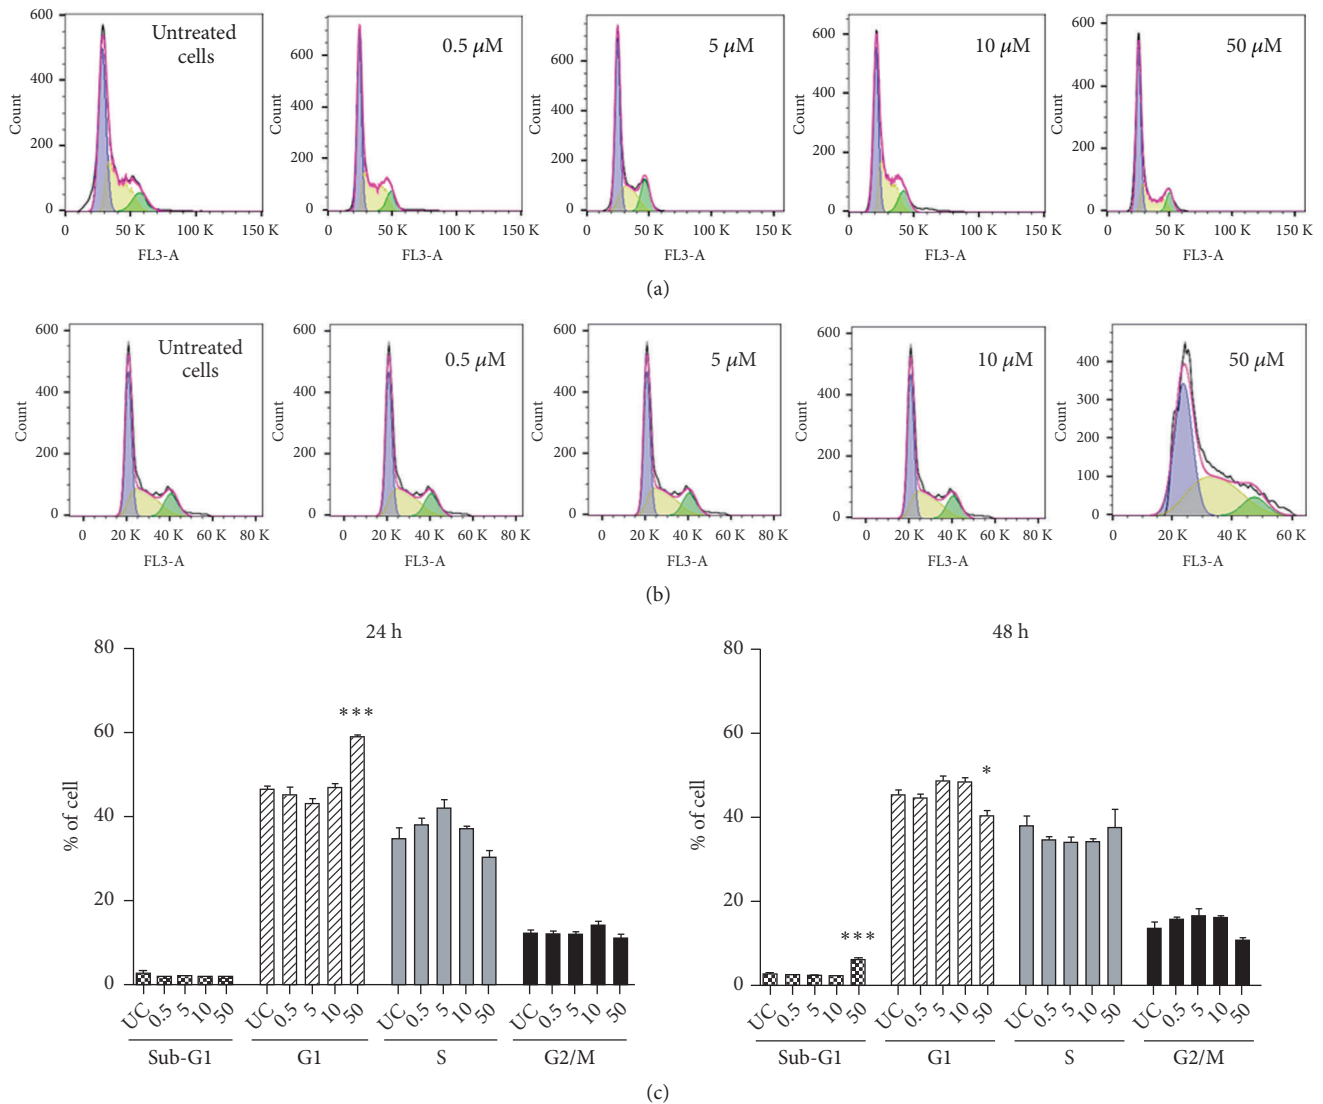 600
400
200
0
Count
Untreated
cells
0
50 K
100 K
150 K
FL3-A
600
400
200
0
Count
0.5 μM
0
50 K
100 K
150 K
FL3-A
600
400
200
0
Count
5 μM
0
50 K
100 K
150 K
FL3-A
600
400
200
0
Count
10 μM
0
50 K
100 K
150 K
FL3-A
600
400
200
0
Count
50 μM
0
50 K
100 K
150 K
FL3-A
(a)
600
400
200
0
Count
Untreated
cells
0
20 K
40 K
60 K
80 K
FL3-A
600
400
200
0
Count
0.5 μM
0
20 K
40 K
60 K
80 K
FL3-A
600
400
200
0
Count
5 μM
0
20 K
40 K
60 K
80 K
FL3-A
600
400
200
0
Count
10 μM
0
20 K
40 K
60 K
80 K
FL3-A
400
300
200
100
0
Count
50 μM
0
20 K
40 K
60 K
FL3-A
(b)
24 h
80
60
40
20
0
% of cell
***
UC 0.5 5 10 50
UC 0.5 5 10 50
UC 0.5 5 10 50
UC 0.5 5 10 50
Sub-G1
G1
S
G2/M
48 h
80
60
40
20
0
% of cell
***
*
UC 0.5 5 10 50
UC 0.5 5 10 50
UC 0.5 5 10 50
UC 0.5 5 10 50
Sub-G1
G1
S
G2/M
(c)